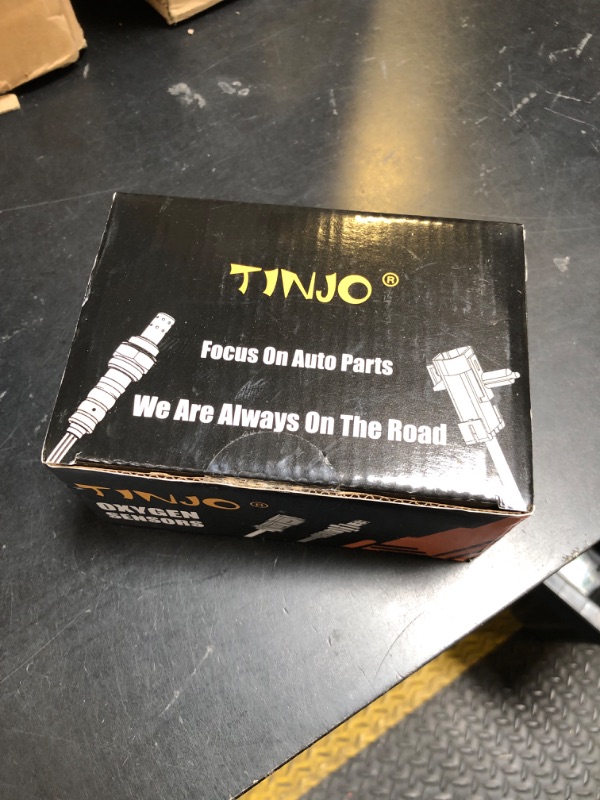 TINJO ®
Focus On Auto Parts
We Are Always On The Road
TINJO ®
OXYGEN
SENSORS